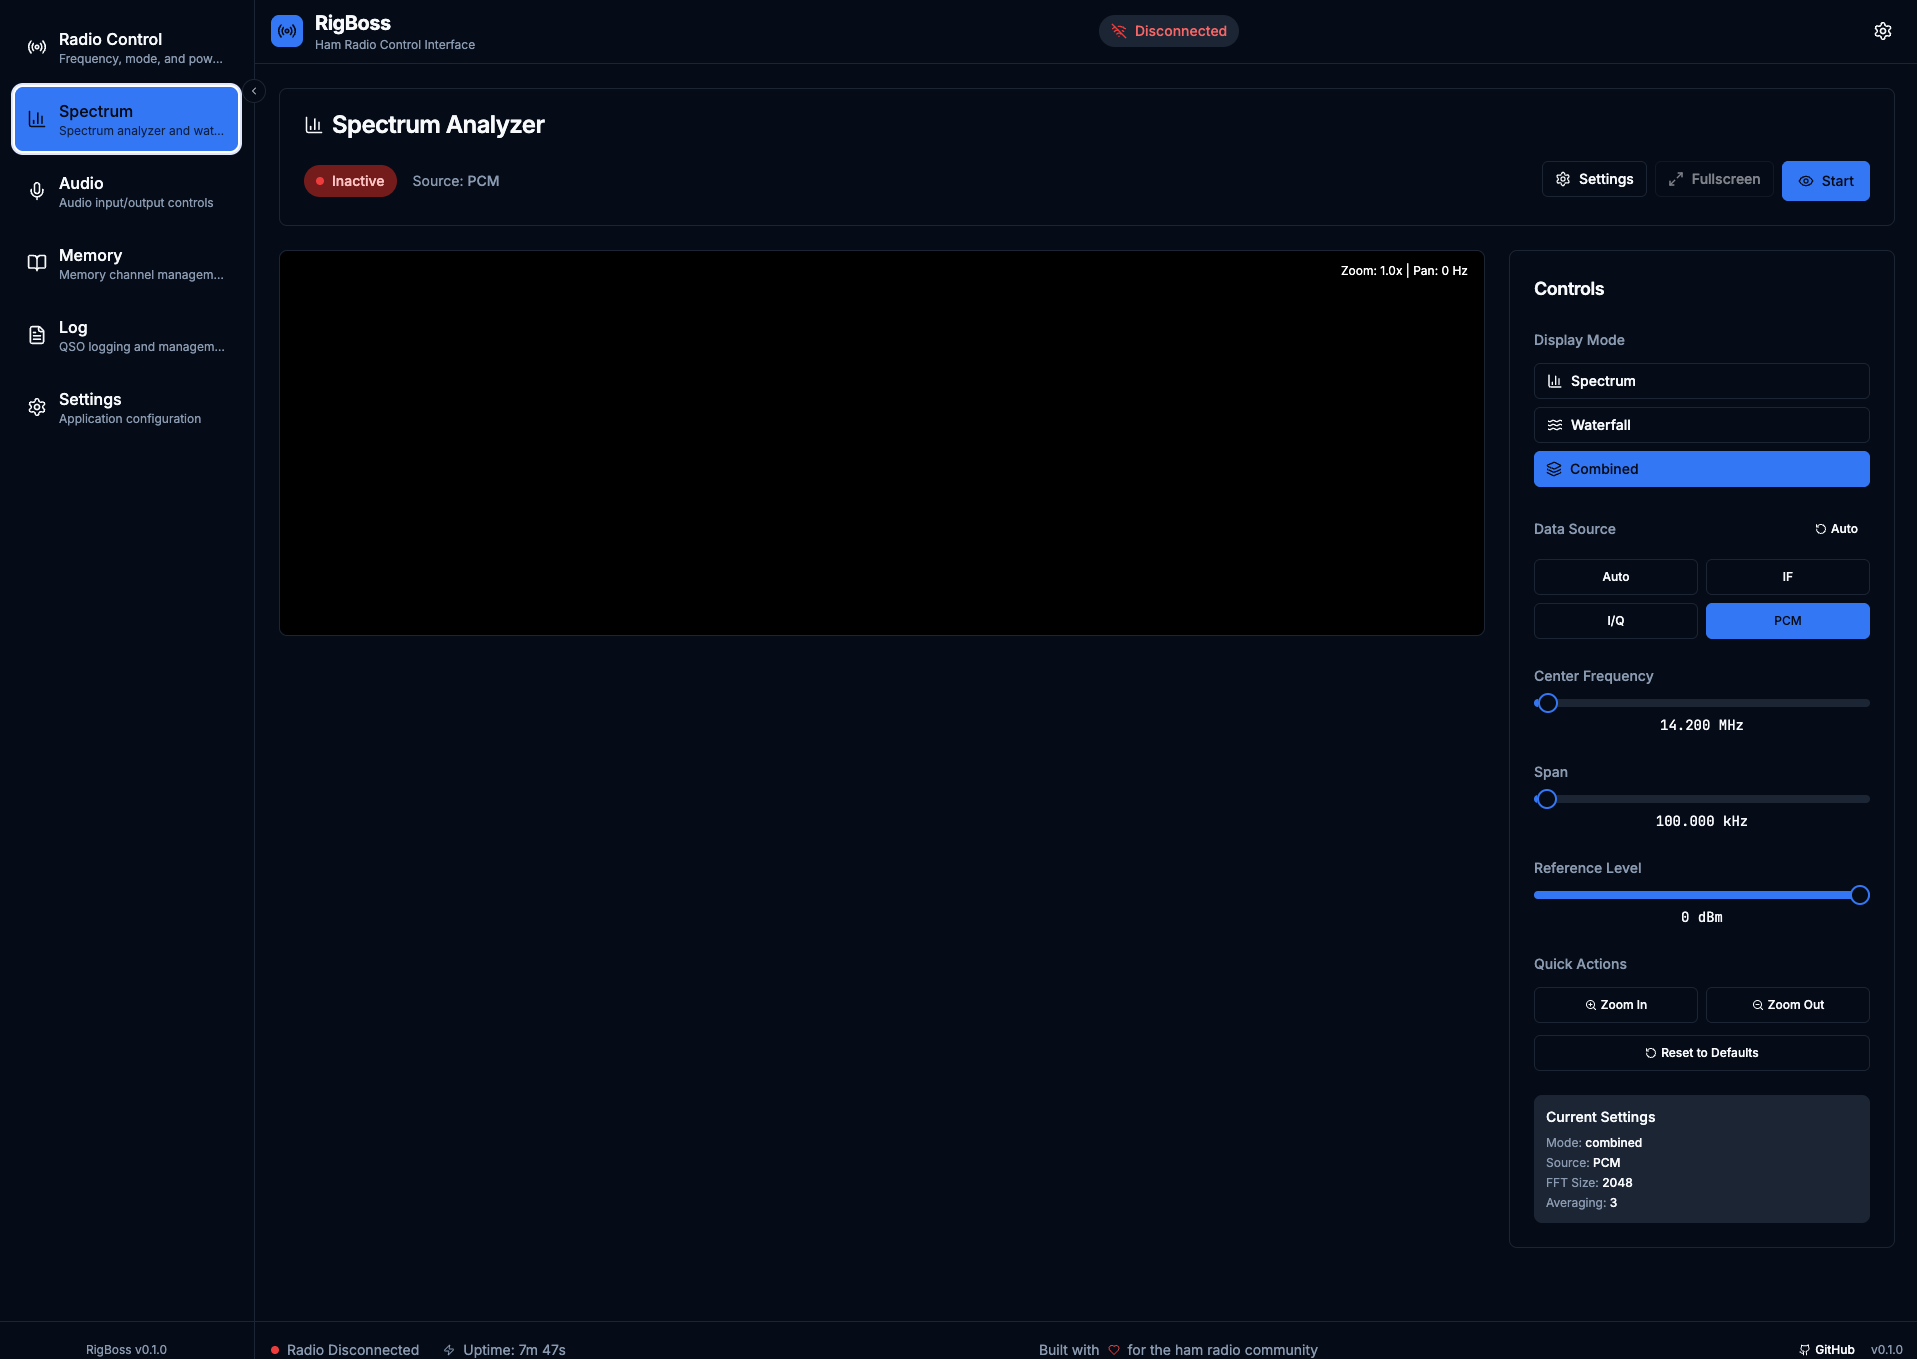 Radio Control
Frequency, mode, and pow...
Spectrum
Spectrum analyzer and wat...
Audio
Audio input/output controls
Memory
Memory channel managem...
Log
QSO logging and managem...
Settings
Application configuration
RigBoss v0.1.0
RigBoss
Ham Radio Control Interface
Disconnected
Spectrum Analyzer
Inactive
Source: PCM
Settings
Fullscreen
Start
Zoom: 1.0x | Pan: 0 Hz
Controls
Display Mode
Spectrum
Waterfall
Combined
Data Source
Auto
Auto
IF
I/Q
PCM
Center Frequency
14.200 MHz
Span
100.000 kHz
Reference Level
0 dBm
Quick Actions
Zoom In
Zoom Out
Reset to Defaults
Current Settings
Mode: combined
Source: PCM
FFT Size: 2048
Averaging: 3
Radio Disconnected
Uptime: 7m 47s
Built with for the ham radio community
GitHub
v0.1.0